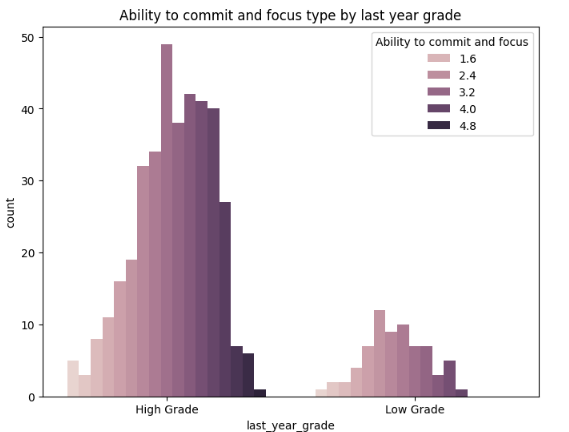 Ability to commit and focus type by last year grade
Ability to commit and focus
1.6
2.4
3.2
4.0
4.8
50
40
30
20
10
0
count
High Grade
Low Grade
last_year_grade